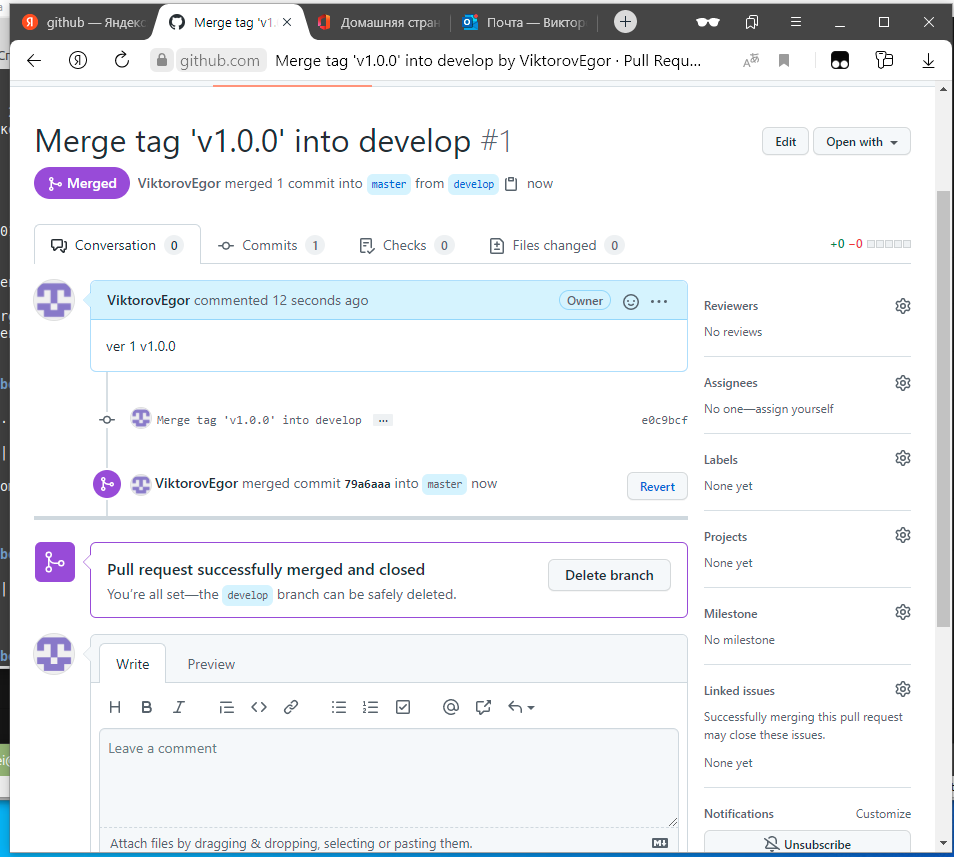 github — Яндекс
Merge tag 'v1.
Домашняя стран
Почта — Виктор
github.com
Merge tag 'v1.0.0' into develop by ViktorovEgor · Pull Requ...
Merge tag 'v1.0.0' into develop #1
Edit
Open with
Merged
ViktorovEgor merged 1 commit into master from develop now
Conversation 0
Commits 1
Checks 0
Files changed 0
+0 −0
ViktorovEgor commented 12 seconds ago
Owner
ver 1 v1.0.0
Merge tag 'v1.0.0' into develop ...
e0c9bcf
ViktorovEgor merged commit 79a6aaa into master now
Revert
Pull request successfully merged and closed
You're all set—the develop branch can be safely deleted.
Delete branch
Write
Preview
Leave a comment
Attach files by dragging & dropping, selecting or pasting them.
Reviewers
No reviews
Assignees
No one—assign yourself
Labels
None yet
Projects
None yet
Milestone
No milestone
Linked issues
Successfully merging this pull request
may close these issues.
None yet
Notifications
Customize
Unsubscribe